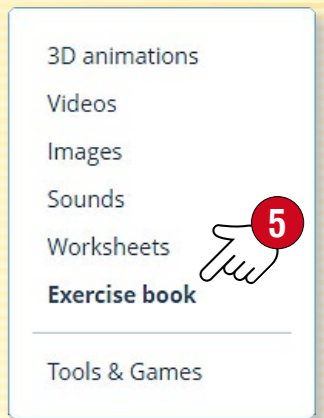 3D animations
Videos
Images
Sounds
5
Worksheets
Exercise book
Tools & Games